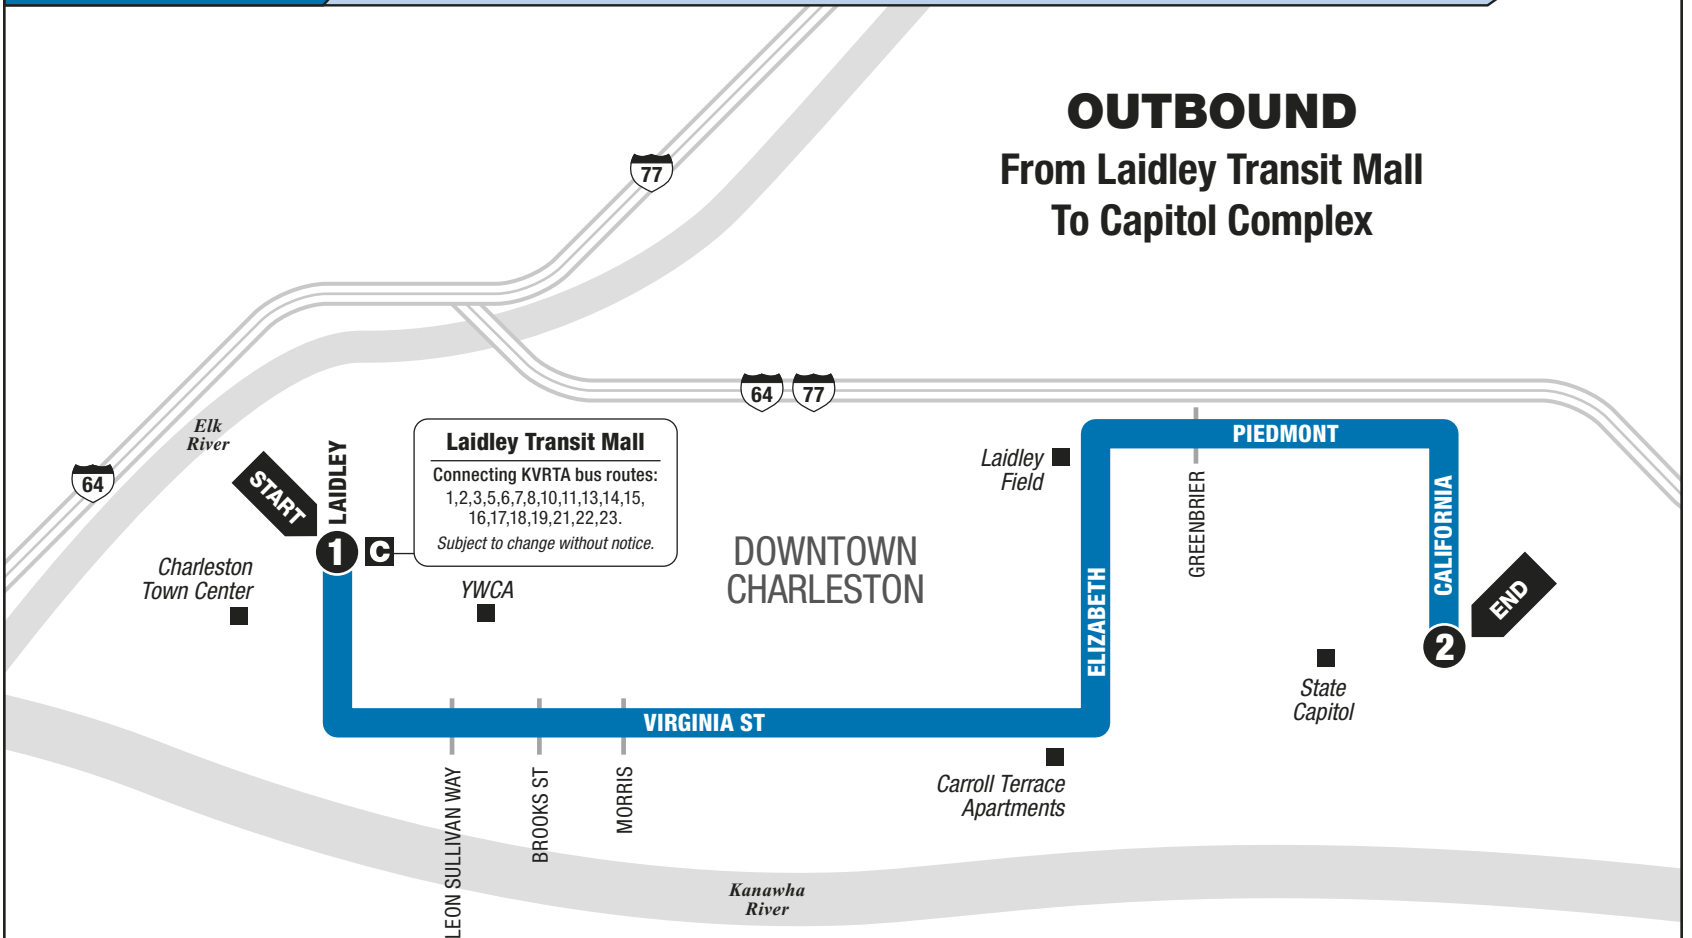 OUTBOUND
From Laidley Transit Mall
To Capitol Complex
77
64
77
Elk
River
64
START
LAIDLEY
1
C
Laidley Transit Mall
Connecting KVRTA bus routes:
1,2,3,5,6,7,8,10,11,13,14,15,
16,17,18,19,21,22,23.
Subject to change without notice.
Charleston
Town Center
YWCA
DOWNTOWN
CHARLESTON
Laidley
Field
PIEDMONT
GREENBRIER
CALIFORNIA
ELIZABETH
END
2
State
Capitol
VIRGINIA ST
LEON SULLIVAN WAY
BROOKS ST
MORRIS
Carroll Terrace
Apartments
Kanawha
River